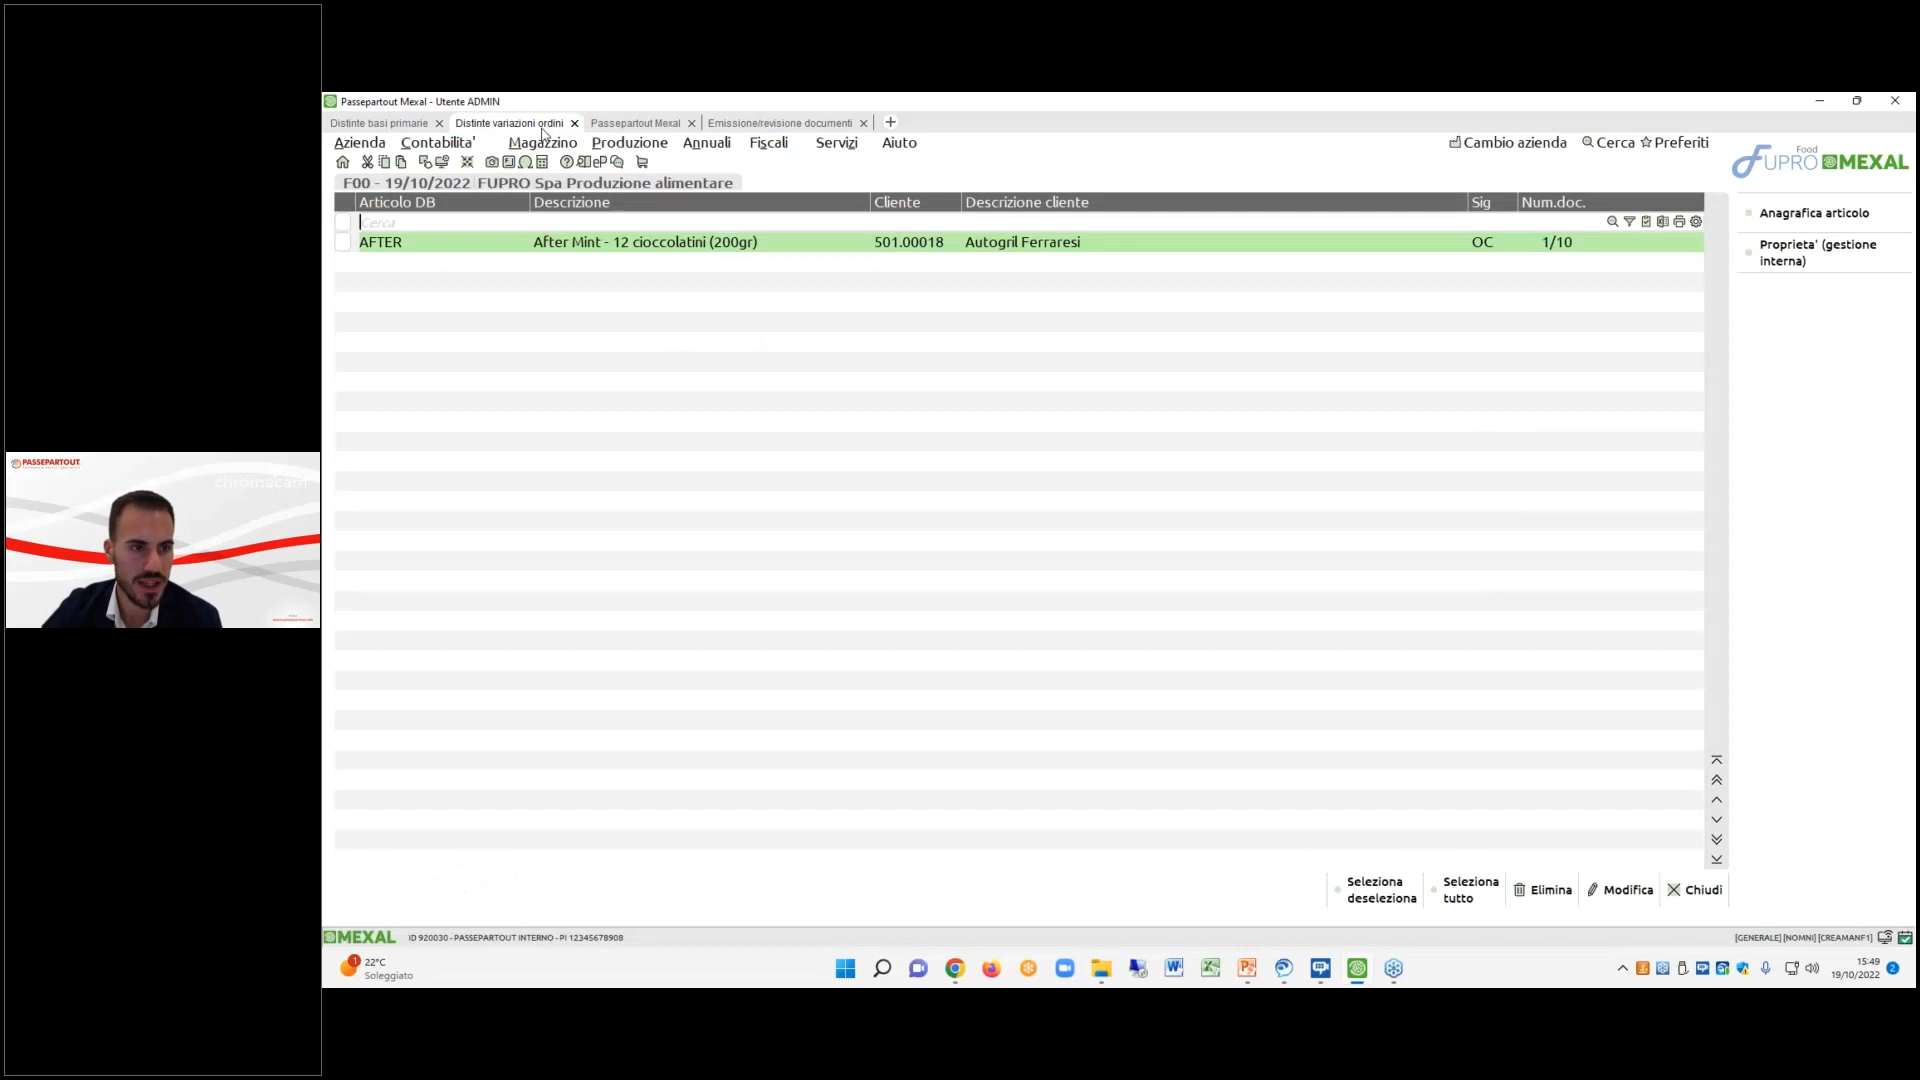 PASSEPARTOUT
chromacam
Passepartout Mexal - Utente ADMIN
Distinte basi primarie
Distinte variazioni ordini
Passepartout Mexal
Emissione/revisione documenti
Azienda Contabilita' Magazzino Produzione Annuali Fiscali Servizi Aiuto
Cambio azienda Cerca Preferiti
Food
FUPRO MEXAL
F00 - 19/10/2022 FUPRO Spa Produzione alimentare
Articolo DB Descrizione Cliente Descrizione cliente Sig Num.doc.
Cerca
AFTER After Mint - 12 cioccolatini (200gr) 501.00018 Autogril Ferraresi OC 1/10
Anagrafica articolo
Proprieta' (gestione
interna)
Seleziona
deseleziona
Seleziona
tutto
Elimina
Modifica
Chiudi
MEXAL ID 920030 - PASSEPARTOUT INTERNO - PI 12345678908
[GENERALE] [NOMNI] [CREAMANF1]
1
22°C
Soleggiato
15:49
19/10/2022
2